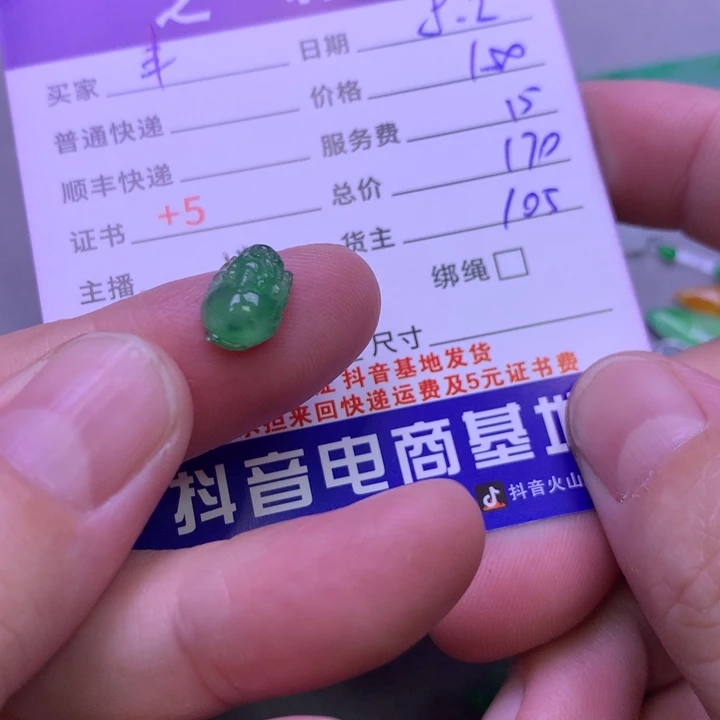 买家 丰 日期 8.2
普通快递 价格 150
顺丰快递 服务费 15
证书 +5 总价 170
主播 货主 105
绑绳
尺寸
抖音基地发货
担来回快递运费及5元证书费
抖音电商基地
抖音火山